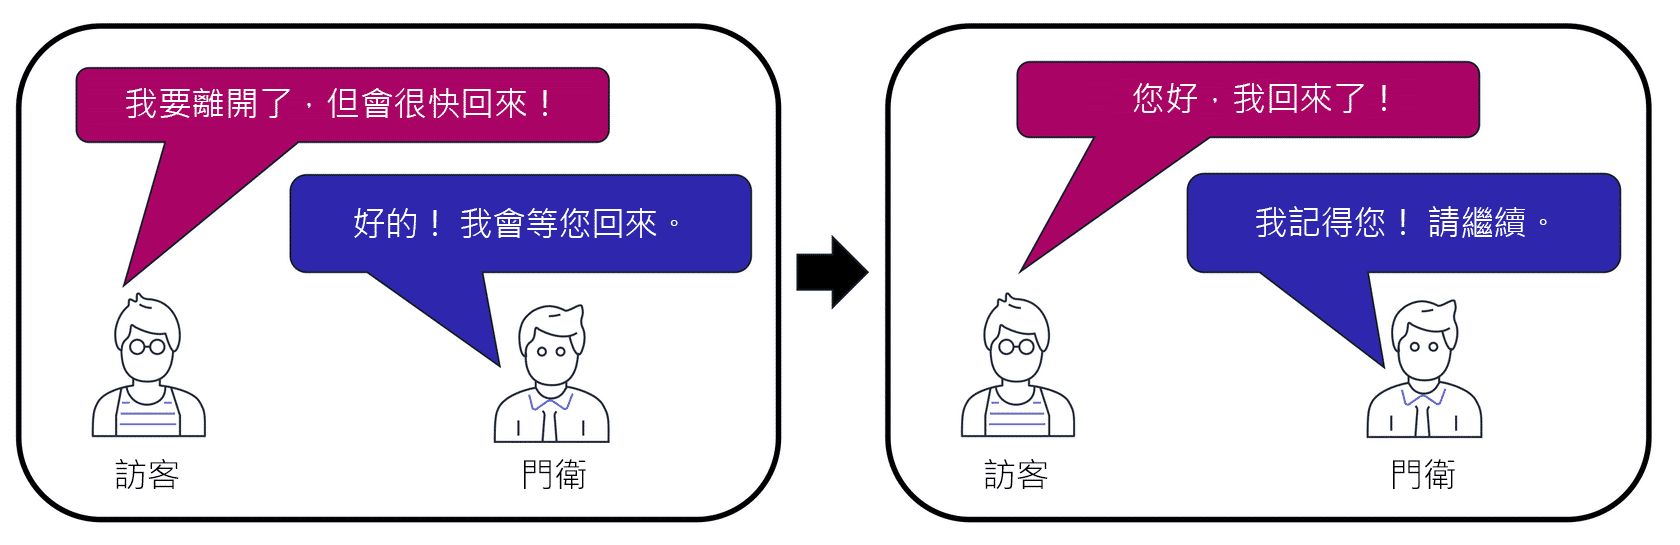 我要離開了，但會很快回來！
好的！ 我會等您回來。
訪客
門衛
您好，我回來了！
我記得您！ 請繼續。
訪客
門衛